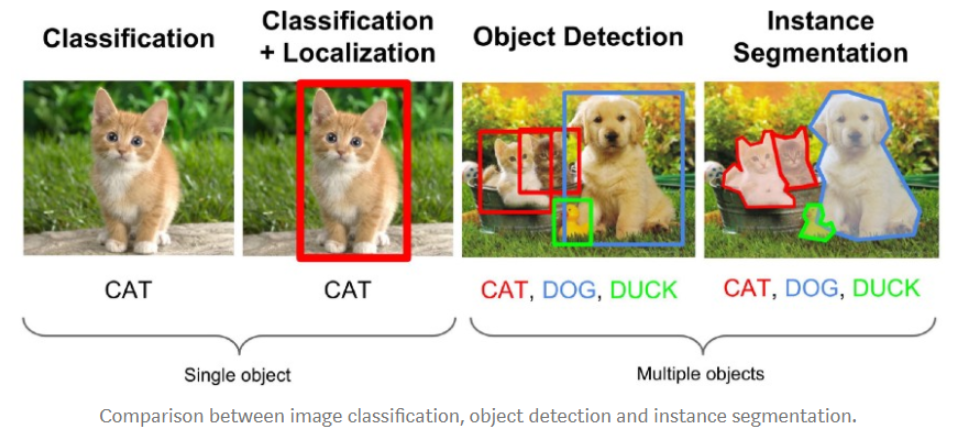 Classification
Classification
+ Localization
Object Detection
Instance
Segmentation
CAT
CAT
CAT, DOG, DUCK
CAT, DOG, DUCK
Single object
Multiple objects
Comparison between image classification, object detection and instance segmentation.